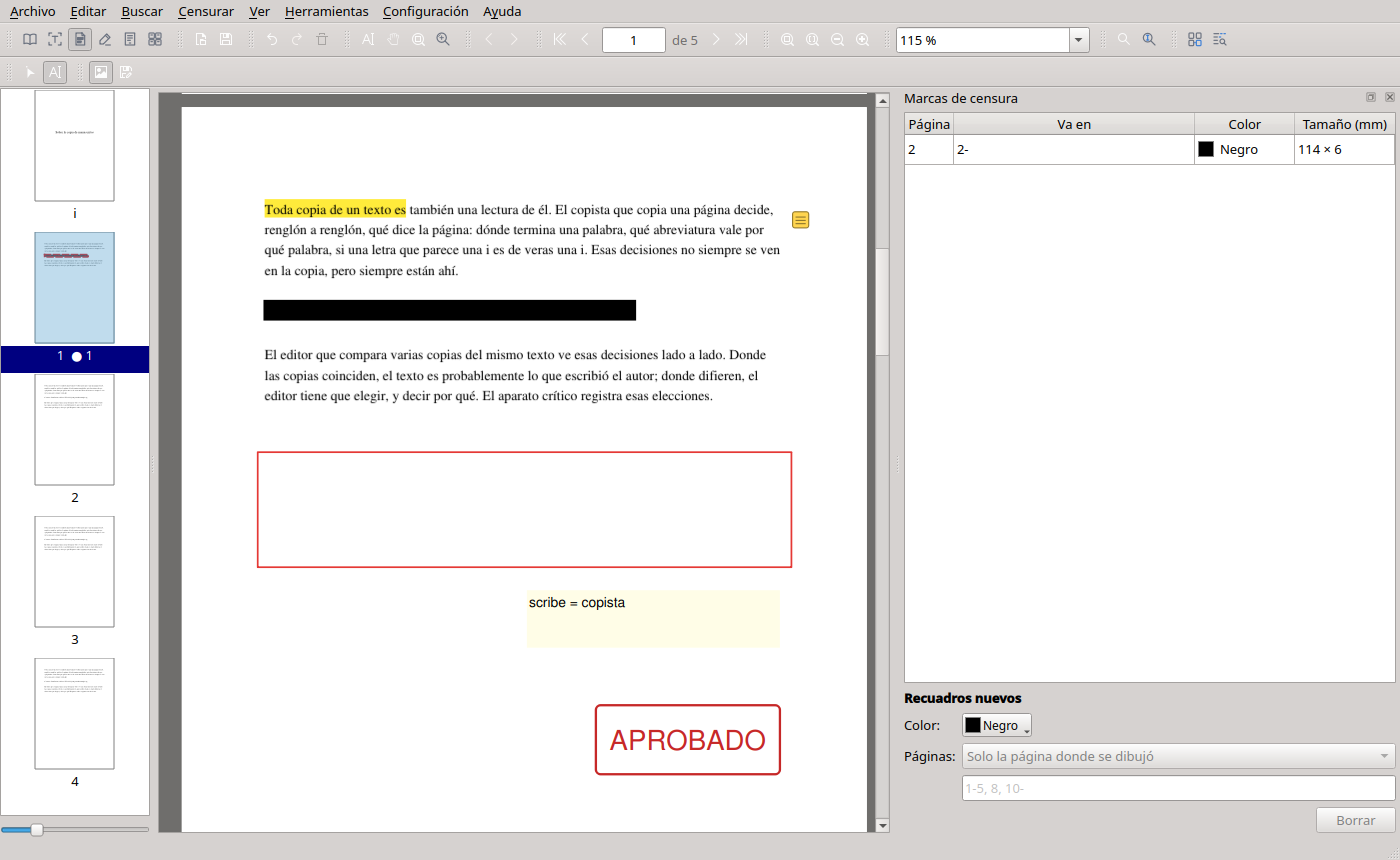 Archivo Editar Buscar Censurar Ver Herramientas Configuración Ayuda
1 de 5
115 %
i
1 1
2
3
4
Toda copia de un texto es también una lectura de él. El copista que copia una página decide,
renglón a renglón, qué dice la página: dónde termina una palabra, qué abreviatura vale por
qué palabra, si una letra que parece una i es de veras una i. Esas decisiones no siempre se ven
en la copia, pero siempre están ahí.
El editor que compara varias copias del mismo texto ve esas decisiones lado a lado. Donde
las copias coinciden, el texto es probablemente lo que escribió el autor; donde difieren, el
editor tiene que elegir, y decir por qué. El aparato crítico registra esas elecciones.
scribe = copista
APROBADO
Marcas de censura
Página Va en Color Tamaño (mm)
2 2- Negro 114 × 6
Recuadros nuevos
Color: Negro
Páginas: Solo la página donde se dibujó
1-5, 8, 10-
Borrar